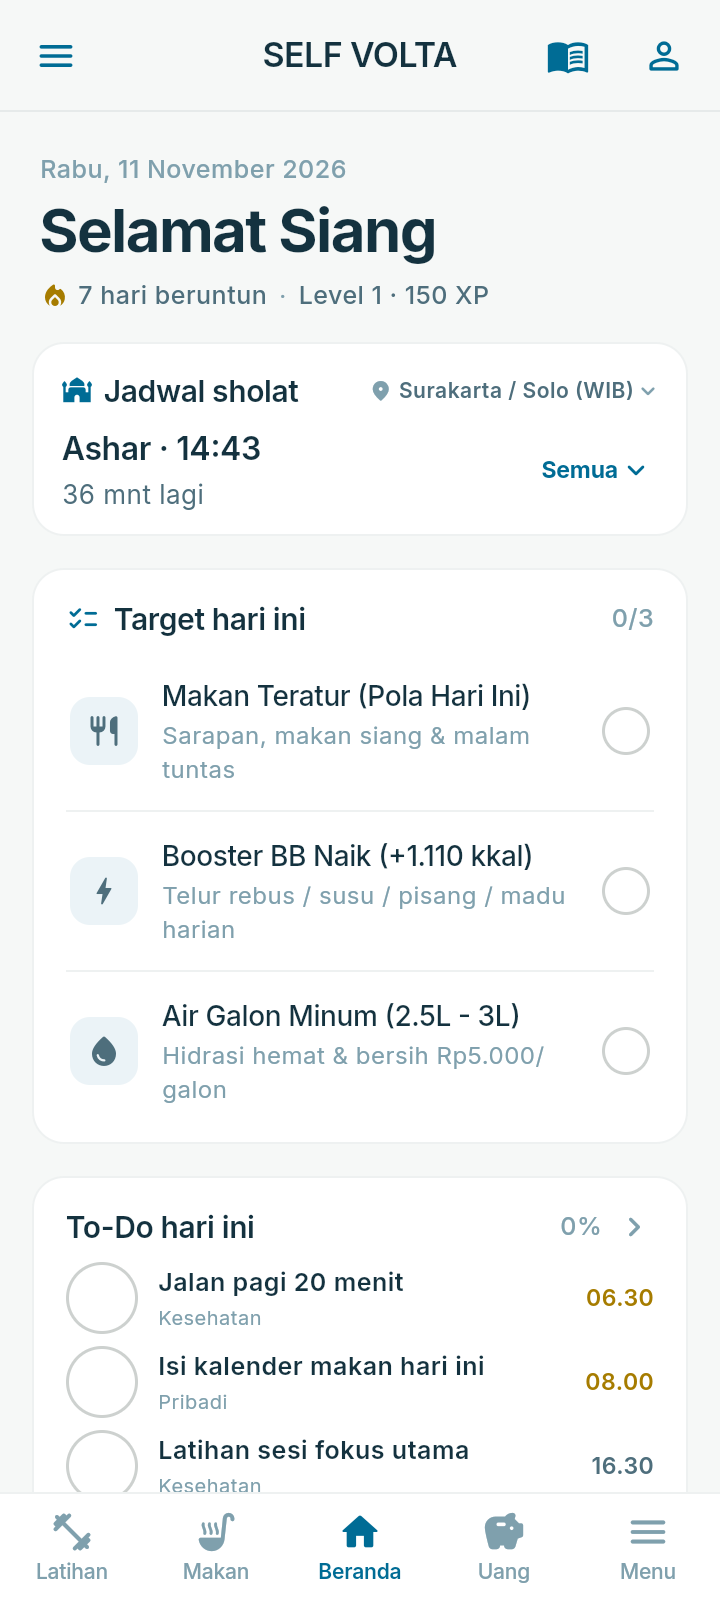 SELF VOLTA
Rabu, 11 November 2026
Selamat Siang
7 hari beruntun · Level 1 · 150 XP
Jadwal sholat
Surakarta / Solo (WIB)
Ashar · 14:43
36 mnt lagi
Semua
Target hari ini
0/3
Makan Teratur (Pola Hari Ini)
Sarapan, makan siang & malam
tuntas
Booster BB Naik (+1.110 kkal)
Telur rebus / susu / pisang / madu
harian
Air Galon Minum (2.5L - 3L)
Hidrasi hemat & bersih Rp5.000/
galon
To-Do hari ini
0%
Jalan pagi 20 menit
Kesehatan
06.30
Isi kalender makan hari ini
Pribadi
08.00
Latihan sesi fokus utama
Kesehatan
16.30
Latihan
Makan
Beranda
Uang
Menu